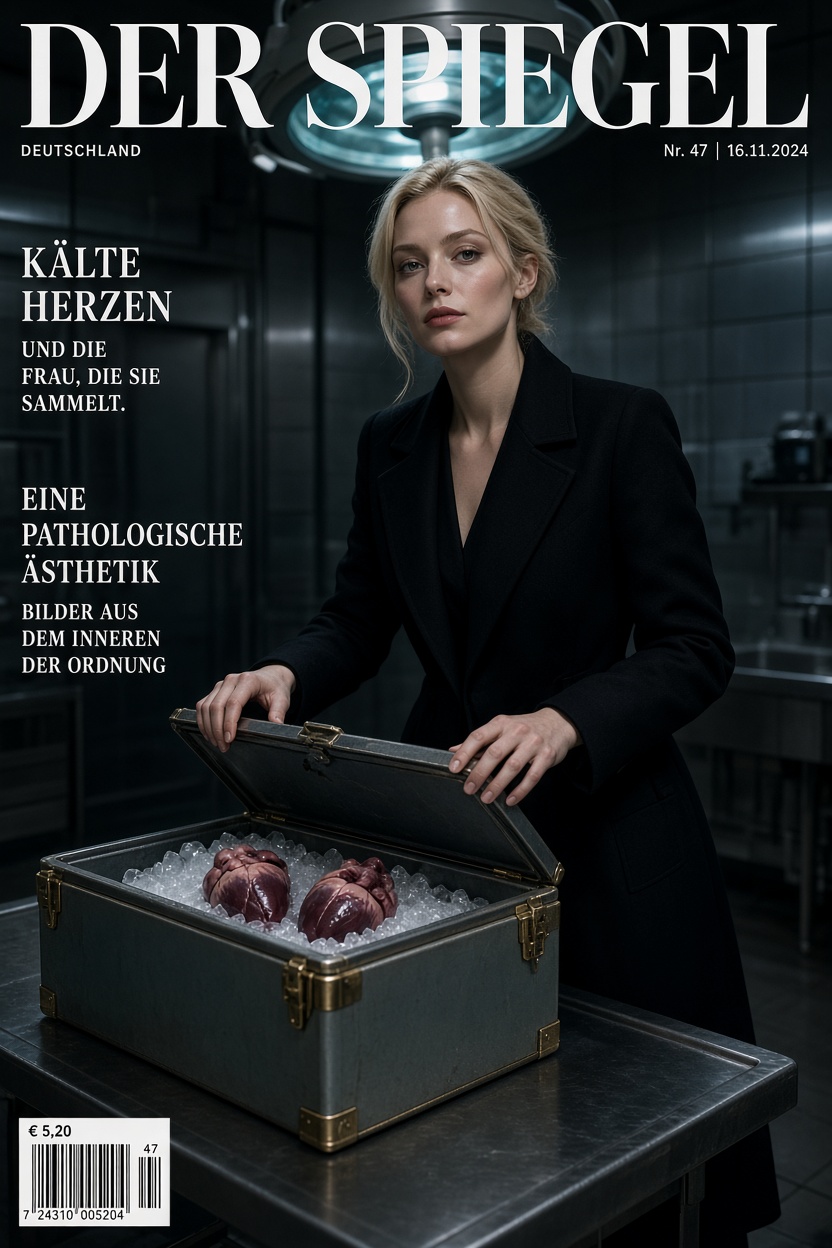 DER SPIEGEL
DEUTSCHLAND
Nr. 47 | 16.11.2024
KÄLTE
HERZEN
UND DIE
FRAU, DIE SIE
SAMMELT.
EINE
PATHOLOGISCHE
ÄSTHETIK
BILDER AUS
DEM INNEREN
DER ORDNUNG
€ 5,20
47
7 24310 005204